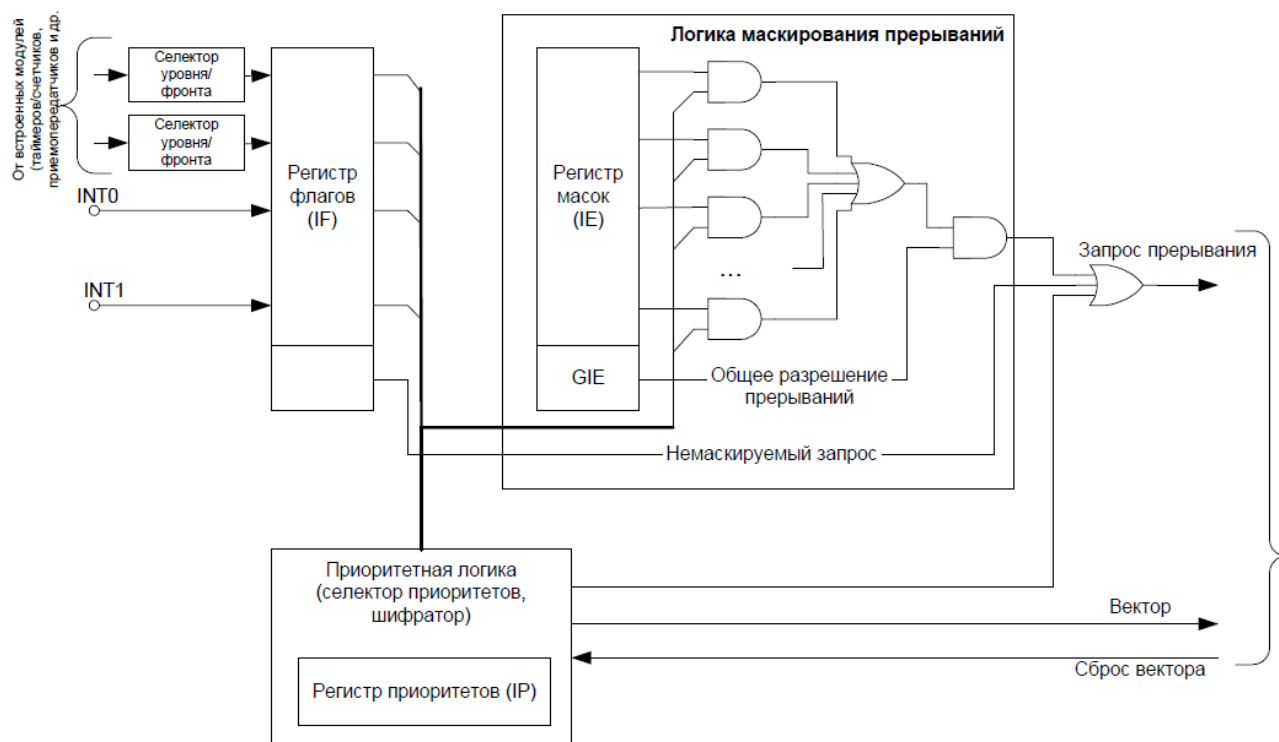 От встроенных модулей
(таймеров/счетчиков,
приемопередатчиков и др.
Селектор
уровня/
фронта
Селектор
уровня/
фронта
INT0
INT1
Регистр
флагов
(IF)
Логика маскирования прерываний
Регистр
масок
(IE)
...
GIE
Общее разрешение
прерываний
Немаскируемый запрос
Запрос прерывания
Приоритетная логика
(селектор приоритетов,
шифратор)
Регистр приоритетов (IP)
Вектор
Сброс вектора